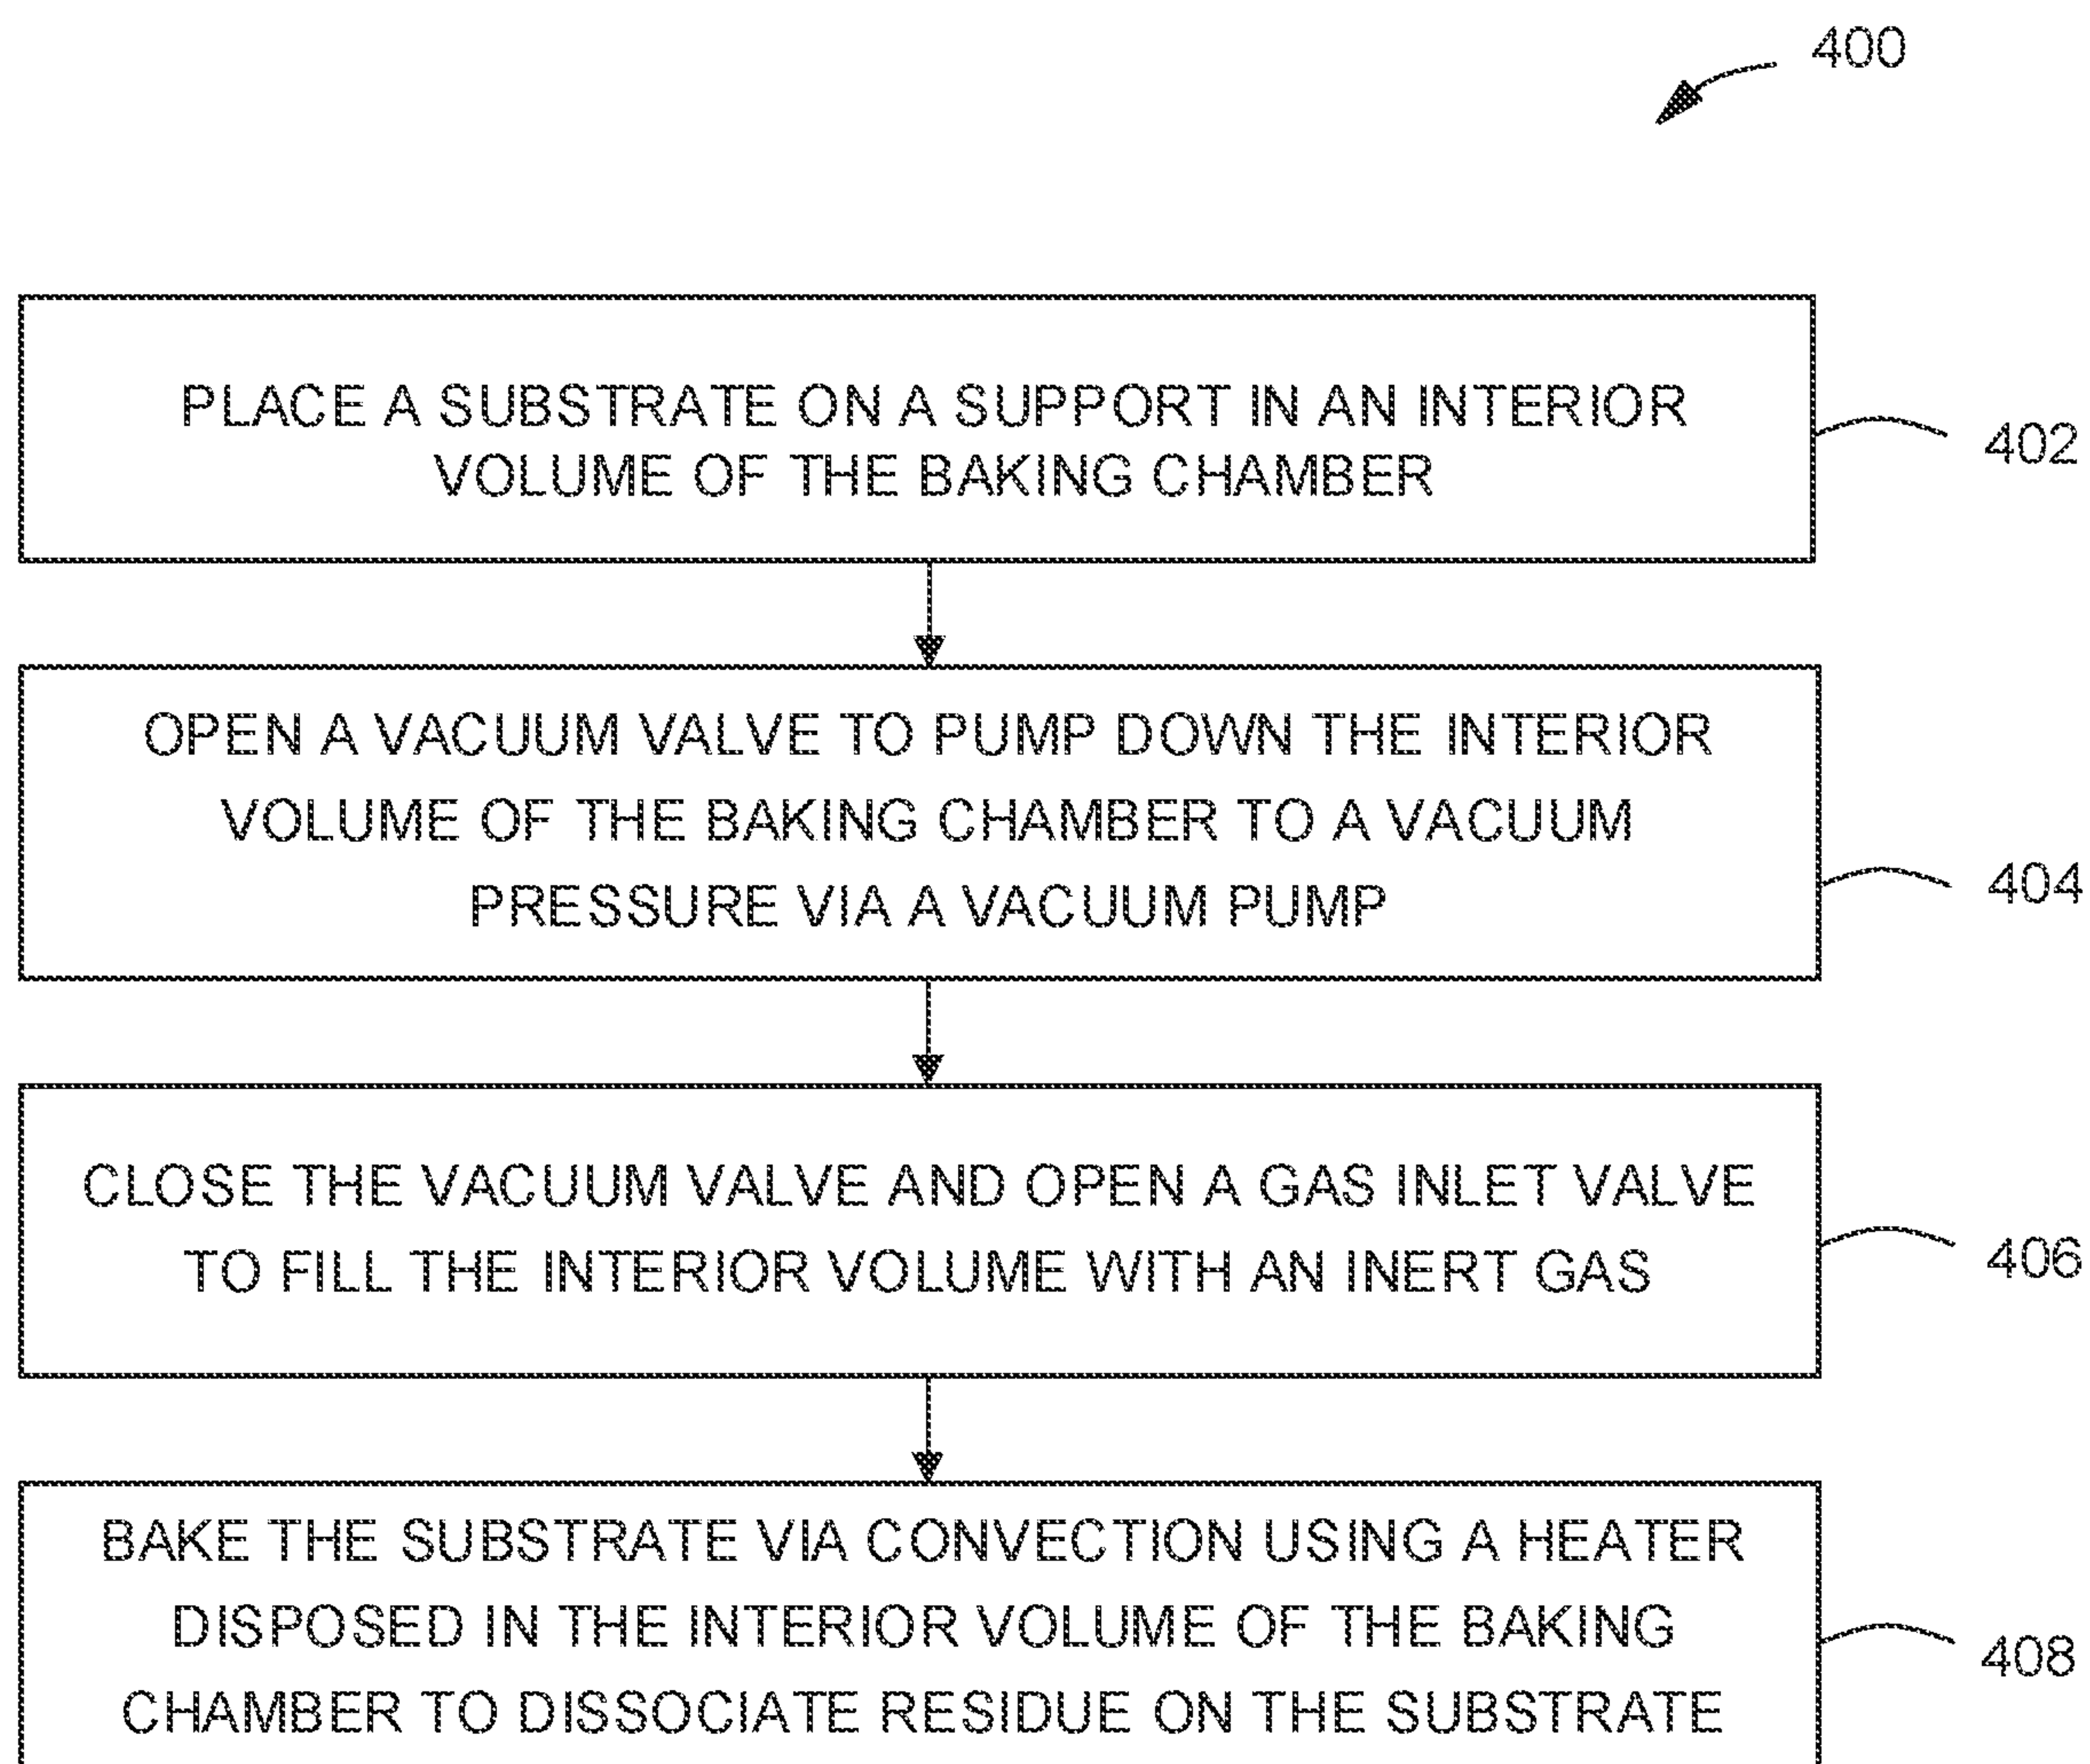 400
PLACE A SUBSTRATE ON A SUPPORT IN AN INTERIOR
VOLUME OF THE BAKING CHAMBER
402
OPEN A VACUUM VALVE TO PUMP DOWN THE INTERIOR
VOLUME OF THE BAKING CHAMBER TO A VACUUM
PRESSURE VIA A VACUUM PUMP
404
CLOSE THE VACUUM VALVE AND OPEN A GAS INLET VALVE
TO FILL THE INTERIOR VOLUME WITH AN INERT GAS
406
BAKE THE SUBSTRATE VIA CONVECTION USING A HEATER
DISPOSED IN THE INTERIOR VOLUME OF THE BAKING
CHAMBER TO DISSOCIATE RESIDUE ON THE SUBSTRATE
408